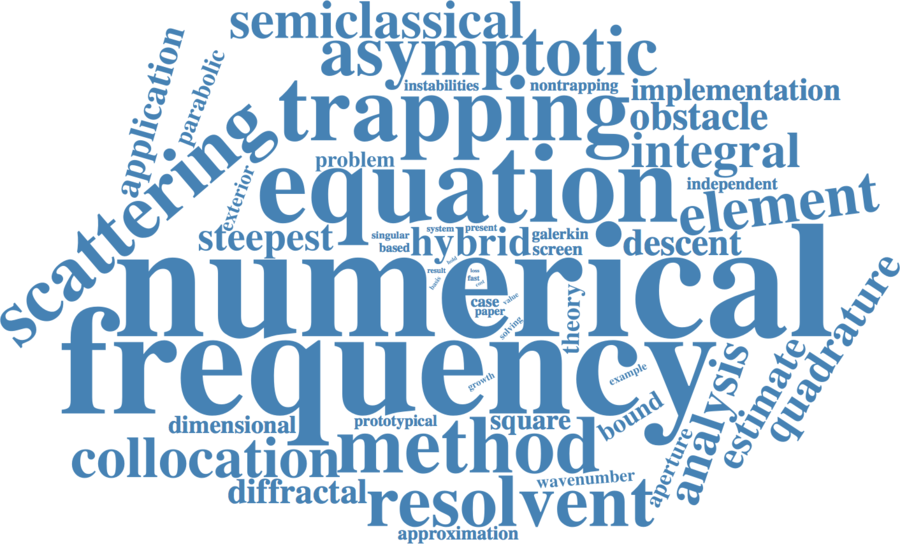 semiclassical
asymptotic
application
parabolic
instabilities
nontrapping
trapping
implementation
obstacle
scattering
problem
integral
equation
independent
exterior
element
steepest
singular
system
present
based
hybrid
galerkin
screen
descent
numerical
result
hold
basis
fast
case
value
paper
solving
theory
quadrature
frequency
growth
example
analysis
estimate
dimensional
prototypical
square
bound
collocation
method
aperture
diffractal
wavenumber
resolvent
approximation